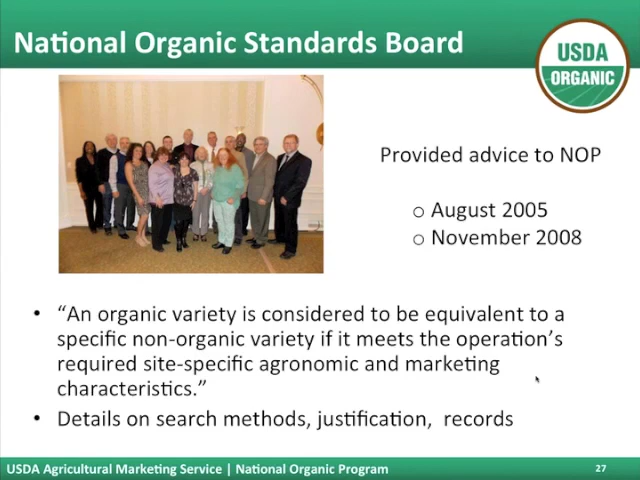 National Organic Standards Board
USDA
ORGANIC
Provided advice to NOP
o August 2005
o November 2008
• “An organic variety is considered to be equivalent to a
specific non-organic variety if it meets the operation’s
required site-specific agronomic and marketing
characteristics.”
• Details on search methods, justification, records
USDA Agricultural Marketing Service | National Organic Program
27